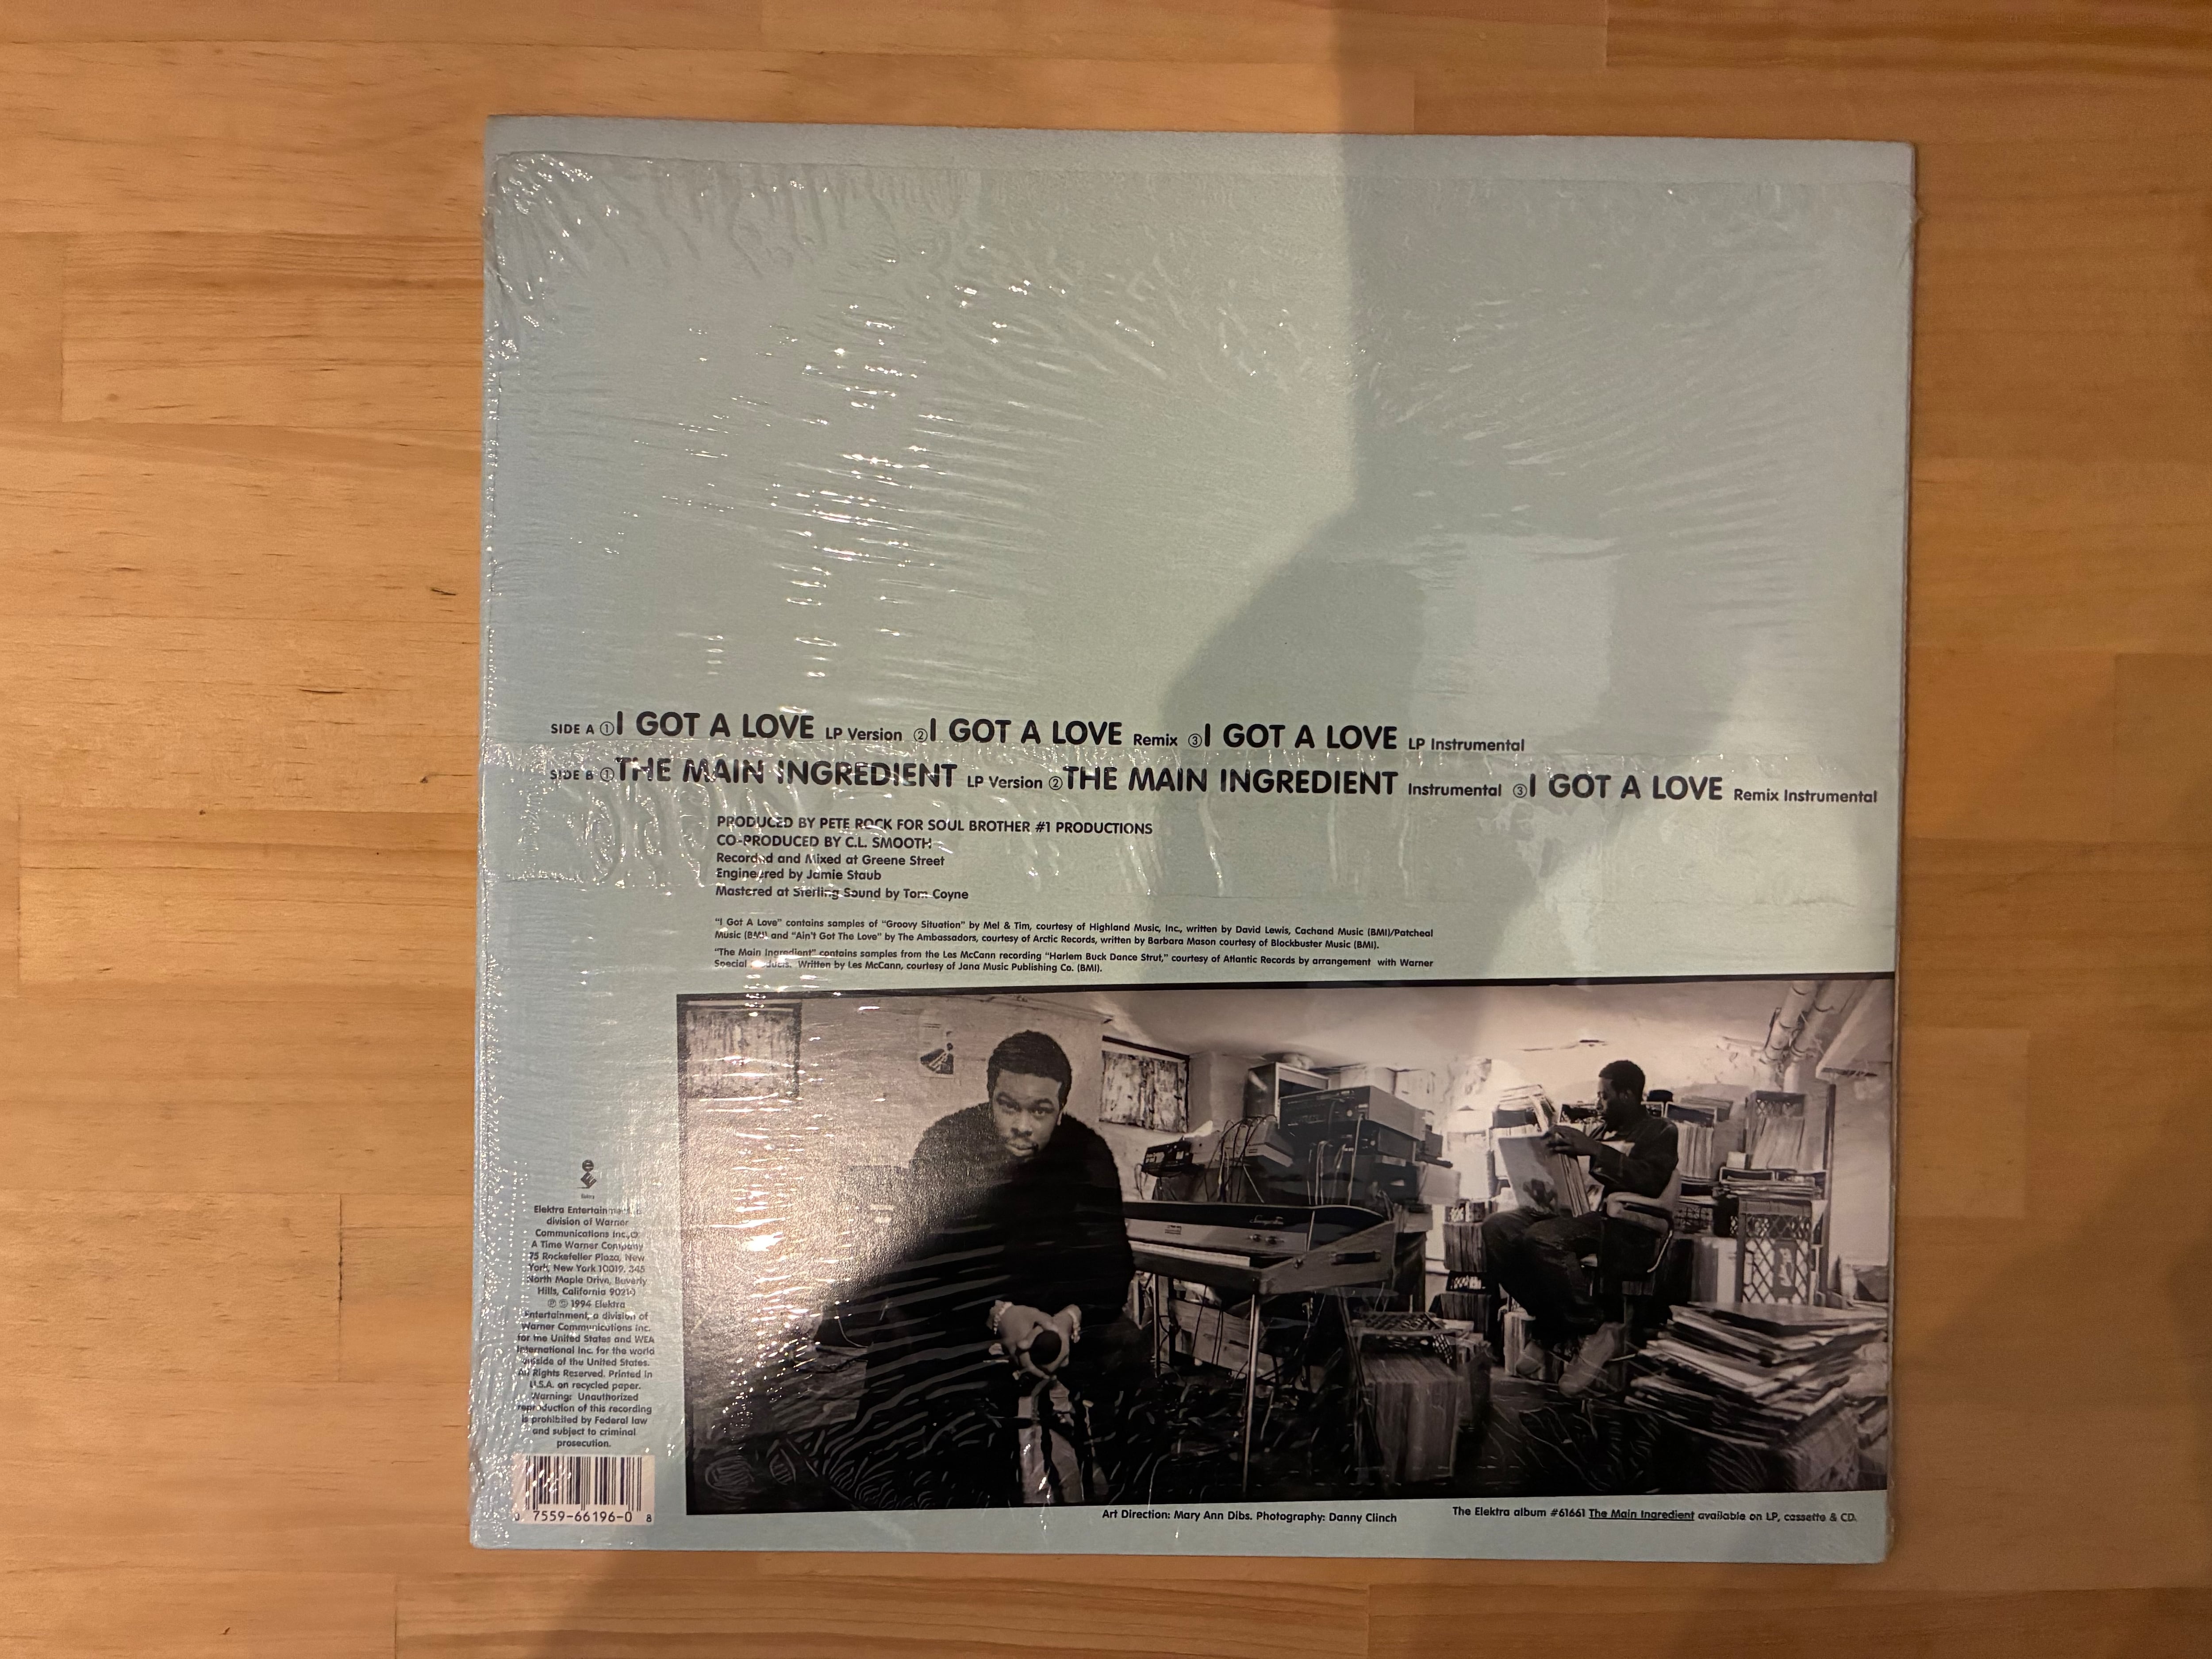 SIDE A ① I GOT A LOVE LP Version ② I GOT A LOVE Remix ③ I GOT A LOVE LP Instrumental
SIDE B ① THE MAIN INGREDIENT LP Version ② THE MAIN INGREDIENT Instrumental ③ I GOT A LOVE Remix Instrumental
PRODUCED BY PETE ROCK FOR SOUL BROTHER #1 PRODUCTIONS
CO-PRODUCED BY C.L. SMOOTH
Recorded and Mixed at Greene Street
Engineered by Jamie Staub
Mastered at Sterling Sound by Tom Coyne
"I Got A Love" contains samples of "Groovy Situation" by Mel & Tim, courtesy of Highland Music, Inc., written by David Lewis, Cachand Music (BMI)/Patcheal
Music (BMI) and "Ain't Got The Love" by The Ambassadors, courtesy of Arctic Records, written by Barbara Mason courtesy of Blockbuster Music (BMI).
"The Main Ingredient" contains samples from the Les McCann recording "Harlem Buck Dance Strut," courtesy of Atlantic Records by arrangement with Warner
Special Written by Les McCann, courtesy of Jana Music Publishing Co. (BMI).
Elektra
Elektra Entertainment, a
division of Warner
Communications Inc.,
A Time Warner Company
75 Rockefeller Plaza, New
York, New York 10019. 345
North Maple Drive, Beverly
Hills, California 90210
℗ © 1994 Elektra
Entertainment, a division of
Warner Communications Inc.
for the United States and WEA
International Inc. for the world
outside of the United States.
All Rights Reserved. Printed in
U.S.A. on recycled paper.
Warning: Unauthorized
reproduction of this recording
is prohibited by Federal law
and subject to criminal
prosecution.
0 7559-66196-0 8
Art Direction: Mary Ann Dibs. Photography: Danny Clinch
The Elektra album #61661 The Main Ingredient available on LP, cassette & CD.